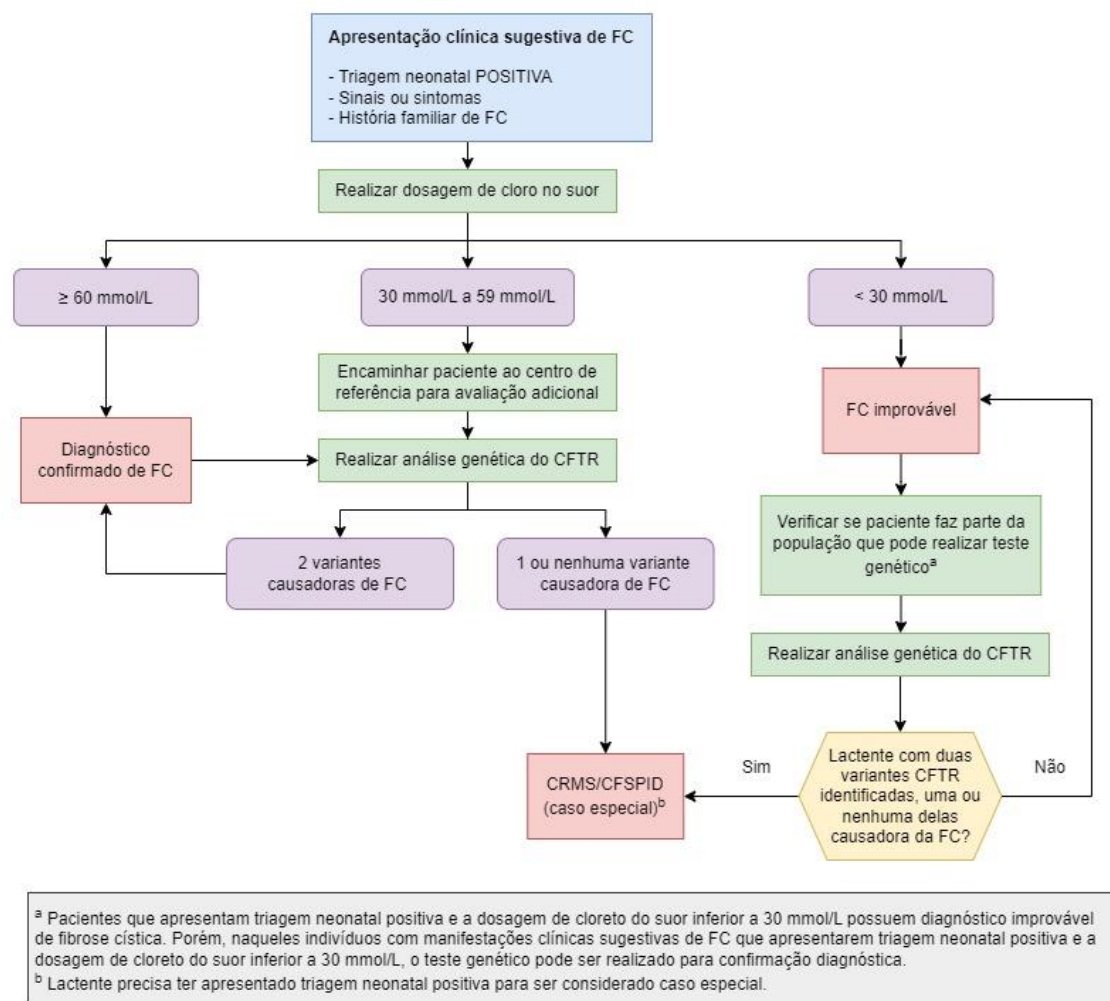 Apresentação clínica sugestiva de FC
- Triagem neonatal POSITIVA
- Sinais ou sintomas
- História familiar de FC
Realizar dosagem de cloro no suor
≥ 60 mmol/L
30 mmol/L a 59 mmol/L
< 30 mmol/L
Encaminhar paciente ao centro de
referência para avaliação adicional
FC improvável
Diagnóstico
confirmado de FC
Realizar análise genética do CFTR
Verificar se paciente faz parte da
população que pode realizar teste
genéticoª
2 variantes
causadoras de FC
1 ou nenhuma variante
causadora de FC
Realizar análise genética do CFTR
CRMS/CFSPID
(caso especial)ᵇ
Sim
Lactente com duas
variantes CFTR
identificadas, uma ou
nenhuma delas
causadora da FC?
Não
ª Pacientes que apresentam triagem neonatal positiva e a dosagem de cloreto do suor inferior a 30 mmol/L possuem diagnóstico improvável
de fibrose cística. Porém, naqueles indivíduos com manifestações clínicas sugestivas de FC que apresentarem triagem neonatal positiva e a
dosagem de cloreto do suor inferior a 30 mmol/L, o teste genético pode ser realizado para confirmação diagnóstica.
ᵇ Lactente precisa ter apresentado triagem neonatal positiva para ser considerado caso especial.